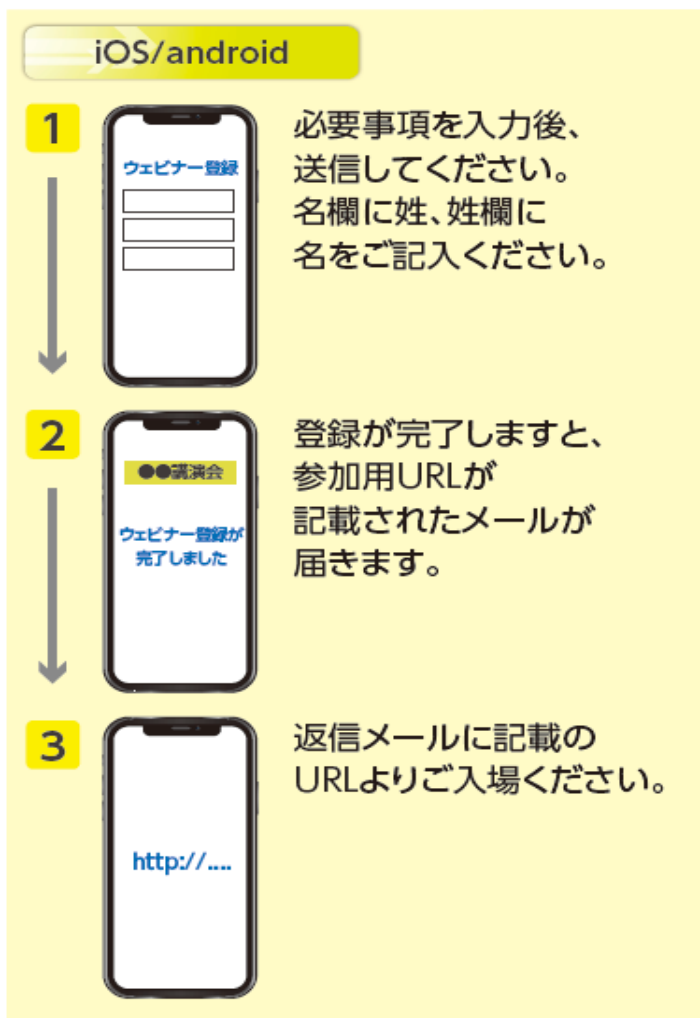 iOS/android
1
ウェビナー登録
必要事項を入力後、
送信してください。
名欄に姓、姓欄に
名をご記入ください。
2
●●講演会
ウェビナー登録が
完了しました
登録が完了しますと、
参加用URLが
記載されたメールが
届きます。
3
http://....
返信メールに記載の
URLよりご入場ください。